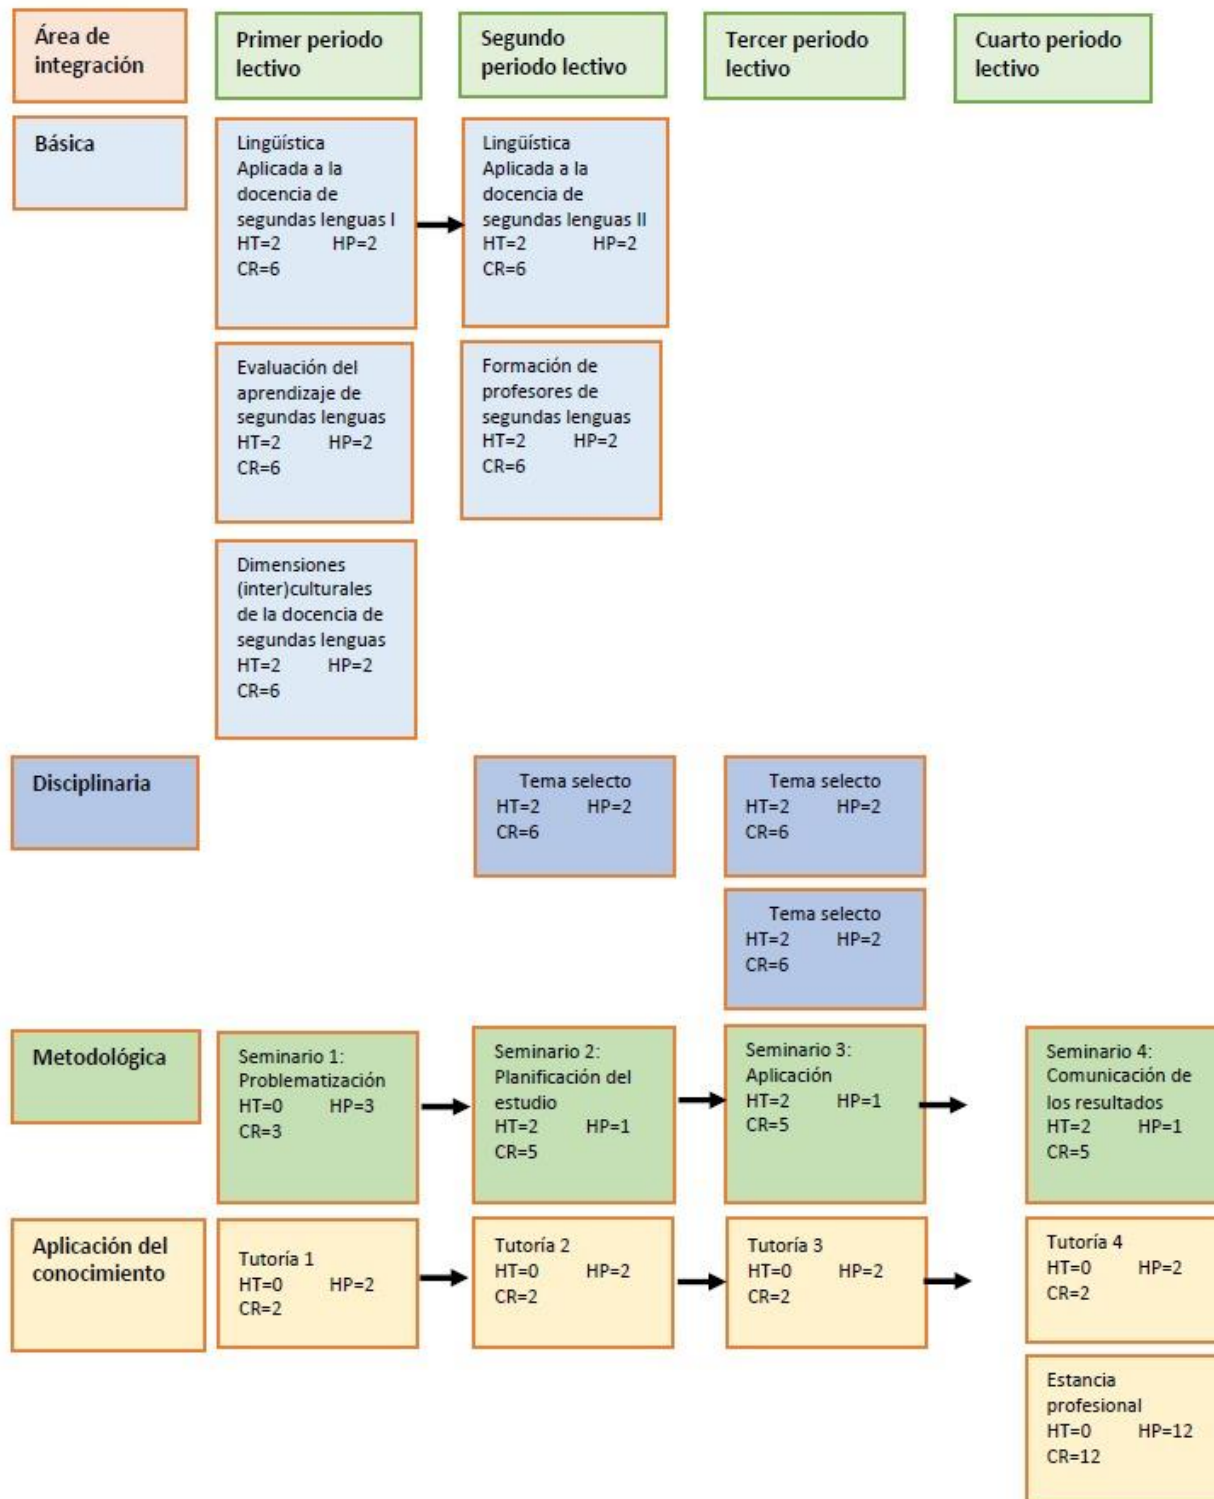 Área de
integración
Primer periodo
lectivo
Segundo
periodo lectivo
Tercer periodo
lectivo
Cuarto periodo
lectivo
Básica
Lingüística
Aplicada a la
docencia de
segundas lenguas I
HT=2 HP=2
CR=6
Lingüística
Aplicada a la
docencia de
segundas lenguas II
HT=2 HP=2
CR=6
Evaluación del
aprendizaje de
segundas lenguas
HT=2 HP=2
CR=6
Formación de
profesores de
segundas lenguas
HT=2 HP=2
CR=6
Dimensiones
(inter)culturales
de la docencia de
segundas lenguas
HT=2 HP=2
CR=6
Disciplinaria
Tema selecto
HT=2 HP=2
CR=6
Tema selecto
HT=2 HP=2
CR=6
Tema selecto
HT=2 HP=2
CR=6
Metodológica
Seminario 1:
Problematización
HT=0 HP=3
CR=3
Seminario 2:
Planificación del
estudio
HT=2 HP=1
CR=5
Seminario 3:
Aplicación
HT=2 HP=1
CR=5
Seminario 4:
Comunicación de
los resultados
HT=2 HP=1
CR=5
Aplicación del
conocimiento
Tutoría 1
HT=0 HP=2
CR=2
Tutoría 2
HT=0 HP=2
CR=2
Tutoría 3
HT=0 HP=2
CR=2
Tutoría 4
HT=0 HP=2
CR=2
Estancia
profesional
HT=0 HP=12
CR=12